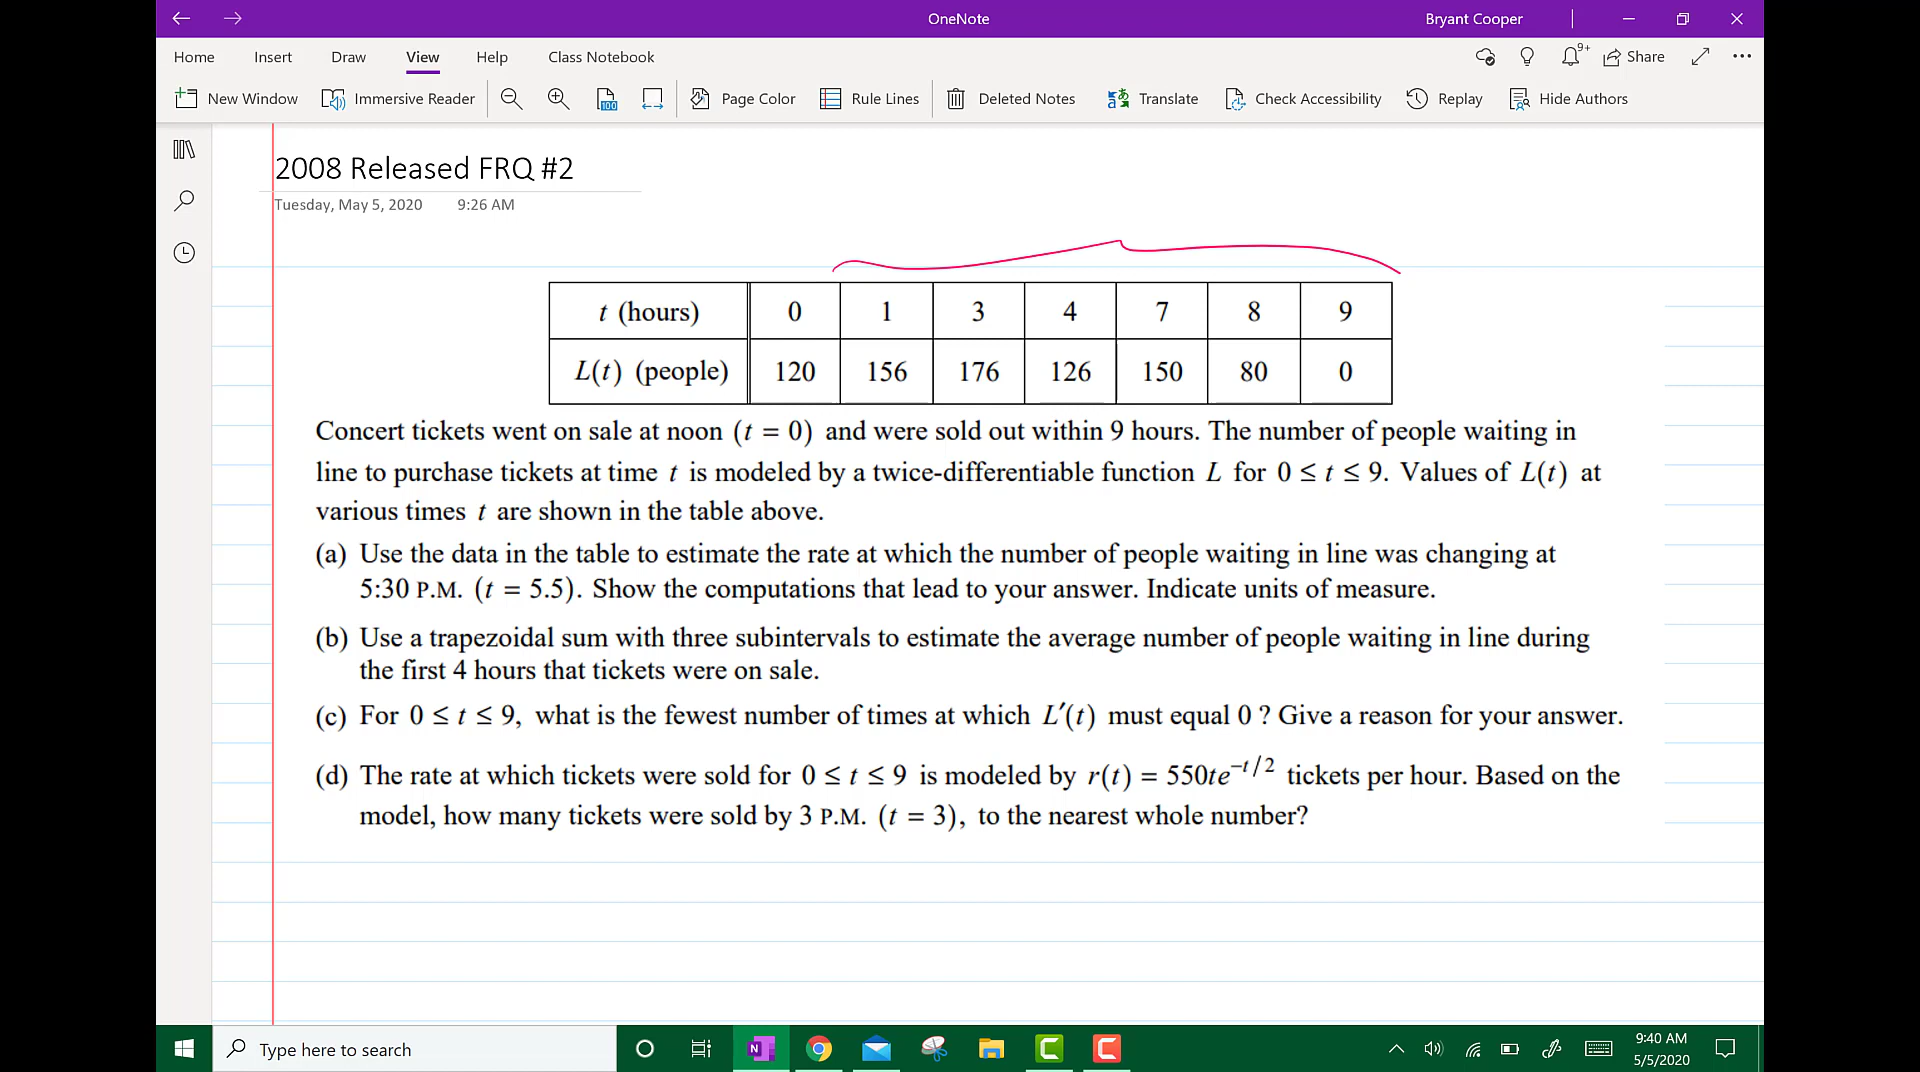 OneNote
Bryant Cooper
Home Insert Draw View Help Class Notebook
9+
Share
New Window Immersive Reader 100 Page Color Rule Lines Deleted Notes Translate Check Accessibility Replay Hide Authors
2008 Released FRQ #2
Tuesday, May 5, 2020 9:26 AM
t (hours) 0 1 3 4 7 8 9
L(t) (people) 120 156 176 126 150 80 0
Concert tickets went on sale at noon (t = 0) and were sold out within 9 hours. The number of people waiting in
line to purchase tickets at time t is modeled by a twice-differentiable function L for 0 ≤ t ≤ 9. Values of L(t) at
various times t are shown in the table above.
(a) Use the data in the table to estimate the rate at which the number of people waiting in line was changing at
5:30 P.M. (t = 5.5). Show the computations that lead to your answer. Indicate units of measure.
(b) Use a trapezoidal sum with three subintervals to estimate the average number of people waiting in line during
the first 4 hours that tickets were on sale.
(c) For 0 ≤ t ≤ 9, what is the fewest number of times at which L′(t) must equal 0 ? Give a reason for your answer.
(d) The rate at which tickets were sold for 0 ≤ t ≤ 9 is modeled by r(t) = 550te^{−t/2} tickets per hour. Based on the
model, how many tickets were sold by 3 P.M. (t = 3), to the nearest whole number?
Type here to search
N
9:40 AM
5/5/2020